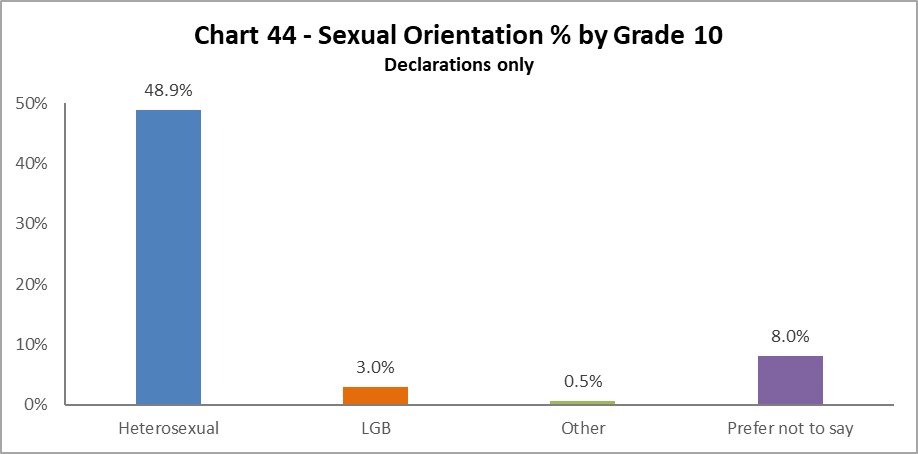 Chart 44 - Sexual Orientation % by Grade 10
Declarations only
48.9%
50%
40%
30%
20%
10%
0%
3.0%
0.5%
8.0%
Heterosexual
LGB
Other
Prefer not to say